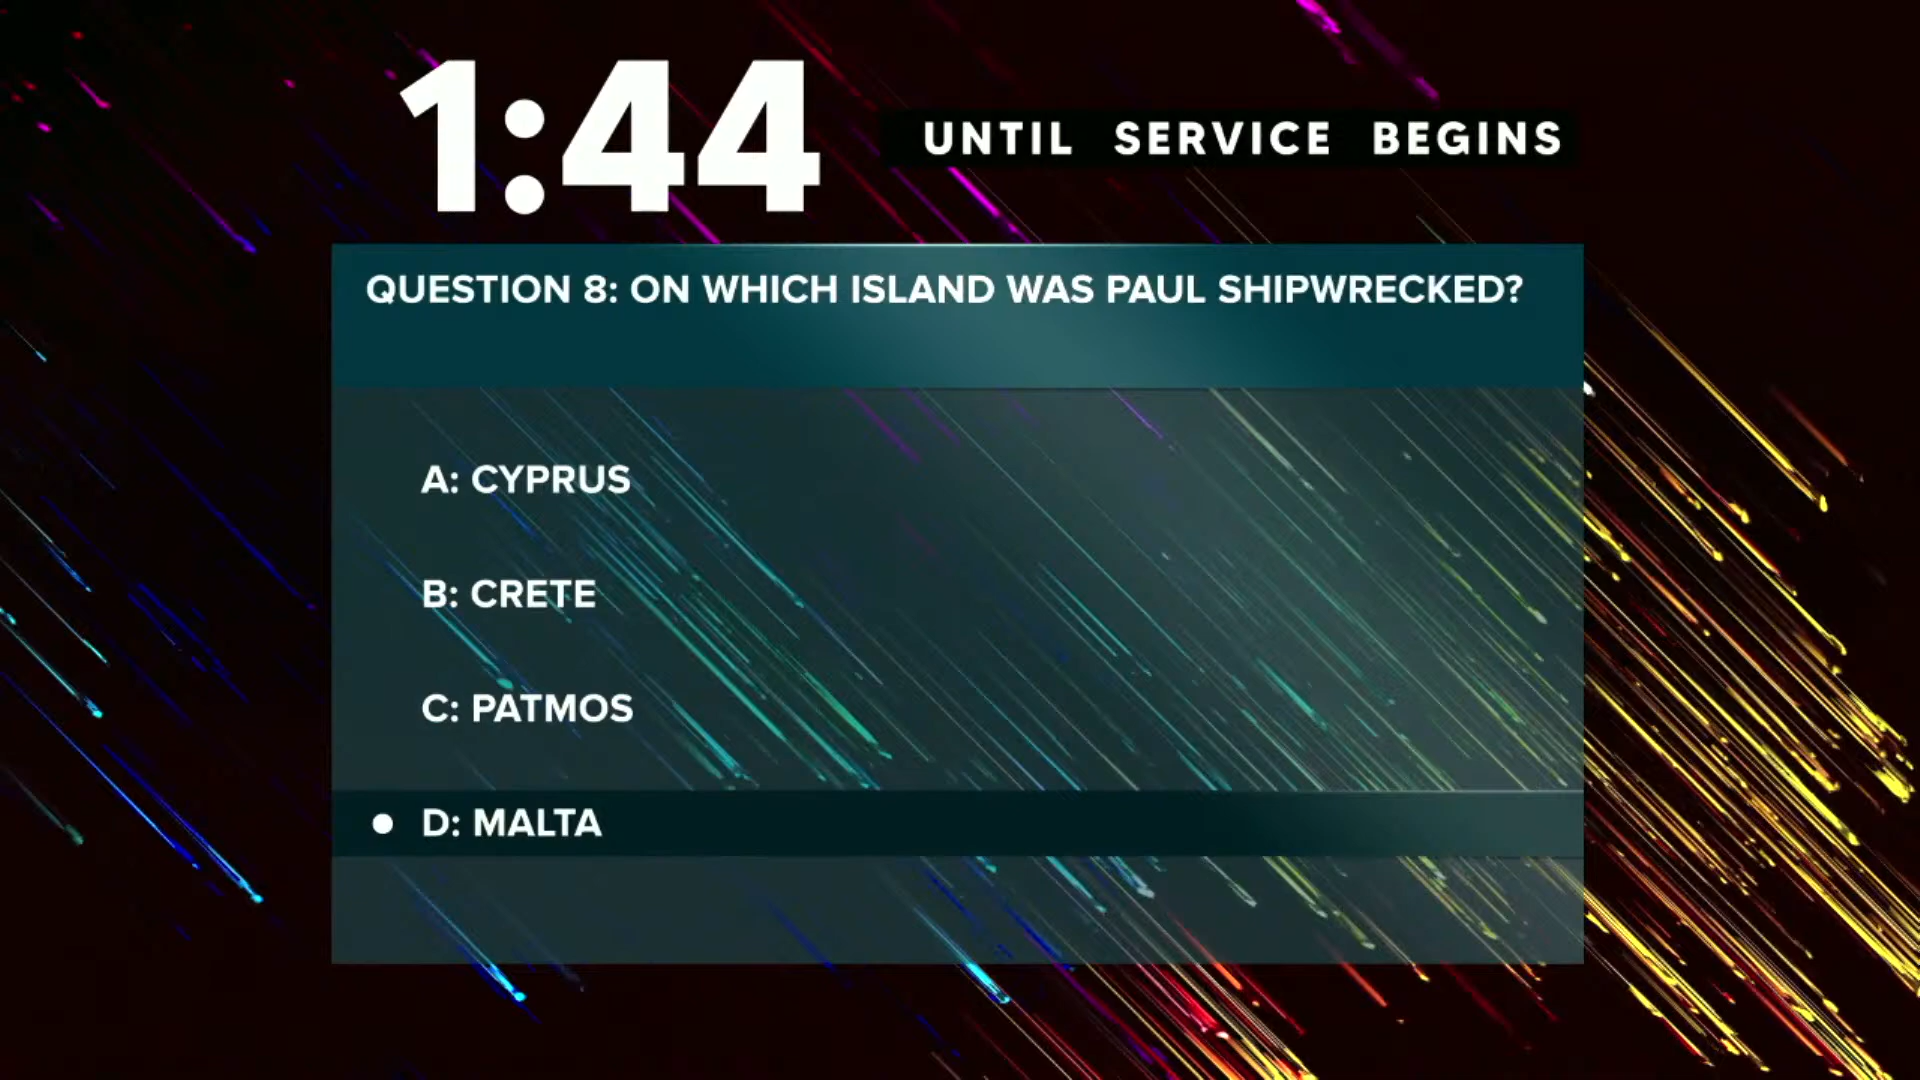 1:44
UNTIL SERVICE BEGINS
QUESTION 8: ON WHICH ISLAND WAS PAUL SHIPWRECKED?
A: CYPRUS
B: CRETE
C: PATMOS
D: MALTA